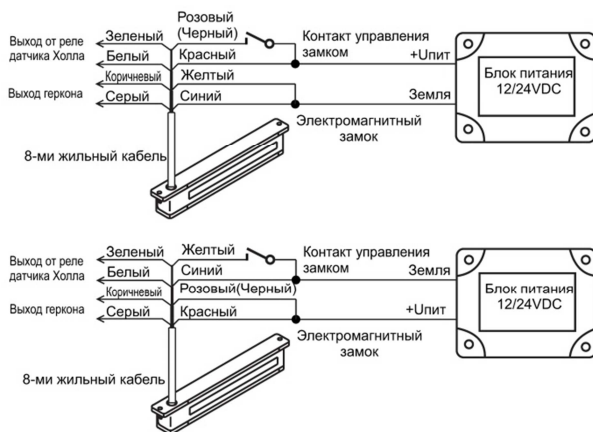 Розовый
(Черный)
Зеленый
Контакт управления
замком
Выход от реле
датчика Холла
Белый
Красный
+Uпит
Блок питания
12/24VDC
Коричневый
Желтый
Выход геркона
Серый
Синий
Земля
Электромагнитный
замок
8-ми жильный кабель
Зеленый
Желтый
Контакт управления
замком
Выход от реле
датчика Холла
Белый
Синий
Земля
Блок питания
12/24VDC
Коричневый
Розовый(Черный)
Выход геркона
Серый
Красный
+Uпит
Электромагнитный
замок
8-ми жильный кабель